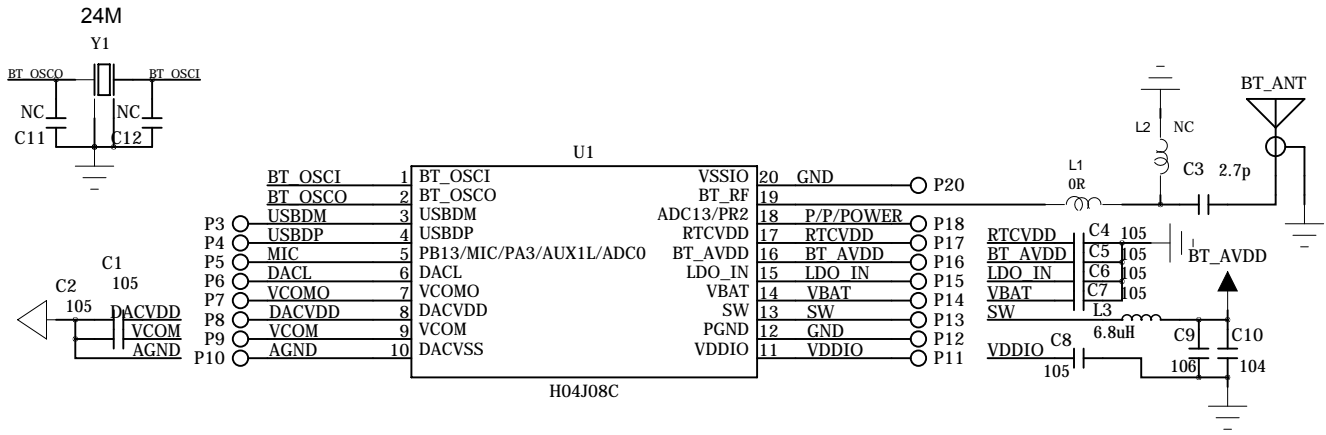 24M
Y1
BT_OSCO
BT_OSCI
NC
NC
C11
C12
BT_ANT
L2
NC
L1
0R
C3
2.7p
U1
BT_OSCI 1 BT_OSCI
BT_OSCO 2 BT_OSCO
P3 USBDM 3 USBDM
P4 USBDP 4 USBDP
P5 MIC 5 PB13/MIC/PA3/AUX1L/ADC0
P6 DACL 6 DACL
P7 VCOMO 7 VCOMO
P8 DACVDD 8 DACVDD
P9 VCOM 9 VCOM
P10 AGND 10 DACVSS
VSSIO 20 GND P20
BT_RF 19
ADC13/PR2 18 P/P/POWER P18
RTCVDD 17 RTCVDD P17
BT_AVDD 16 BT_AVDD P16
LDO_IN 15 LDO_IN P15
VBAT 14 VBAT P14
SW 13 SW P13
PGND 12 GND P12
VDDIO 11 VDDIO P11
H04J08C
C1
105
C2
105
DACVDD
VCOM
AGND
RTCVDD C4 105
BT_AVDD C5 105
LDO_IN C6 105
VBAT C7 105
BT_AVDD
SW
L3
6.8uH
VDDIO
C8
105
C9
106
C10
104